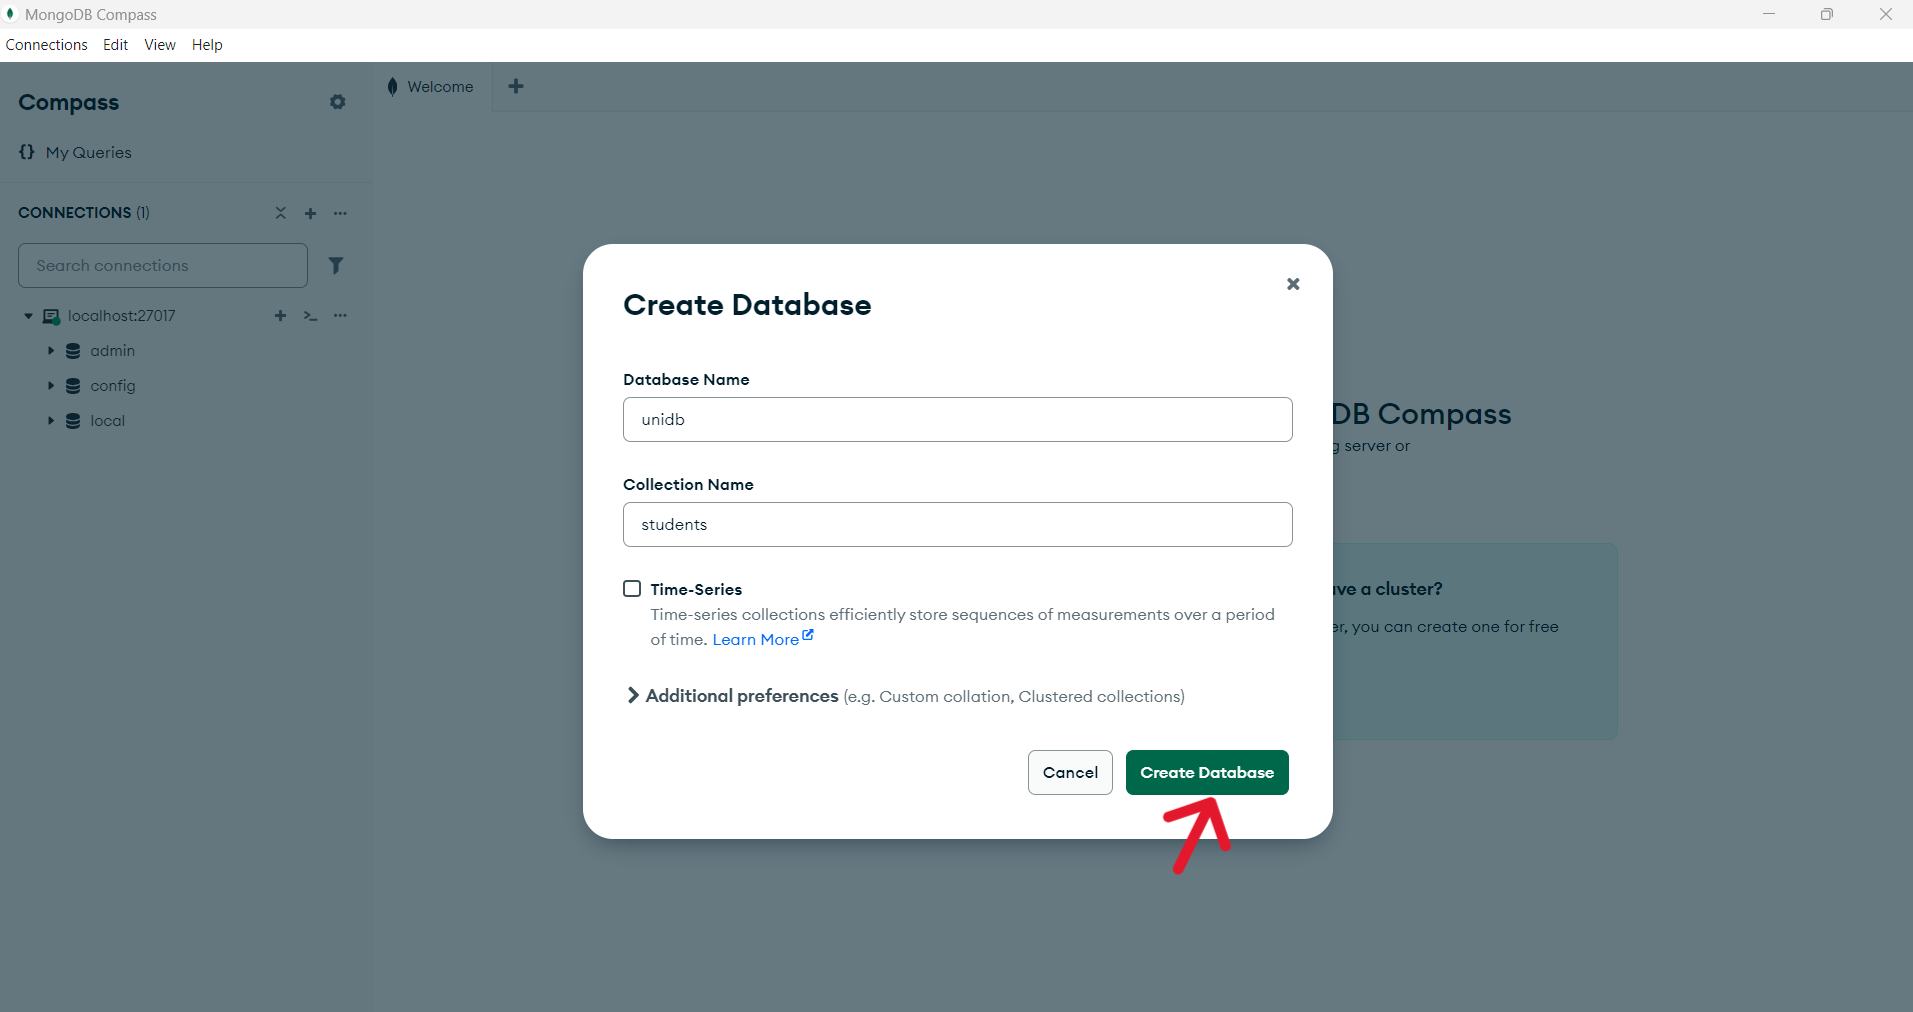 MongoDB Compass
Connections Edit View Help
Compass
Welcome
My Queries
CONNECTIONS (1)
Search connections
localhost:27017
admin
config
local
Create Database
Database Name
unidb
Collection Name
students
Time-Series
Time-series collections efficiently store sequences of measurements over a period
of time. Learn More
Additional preferences (e.g. Custom collation, Clustered collections)
Cancel
Create Database
DB Compass
server or
a cluster?
you can create one for free